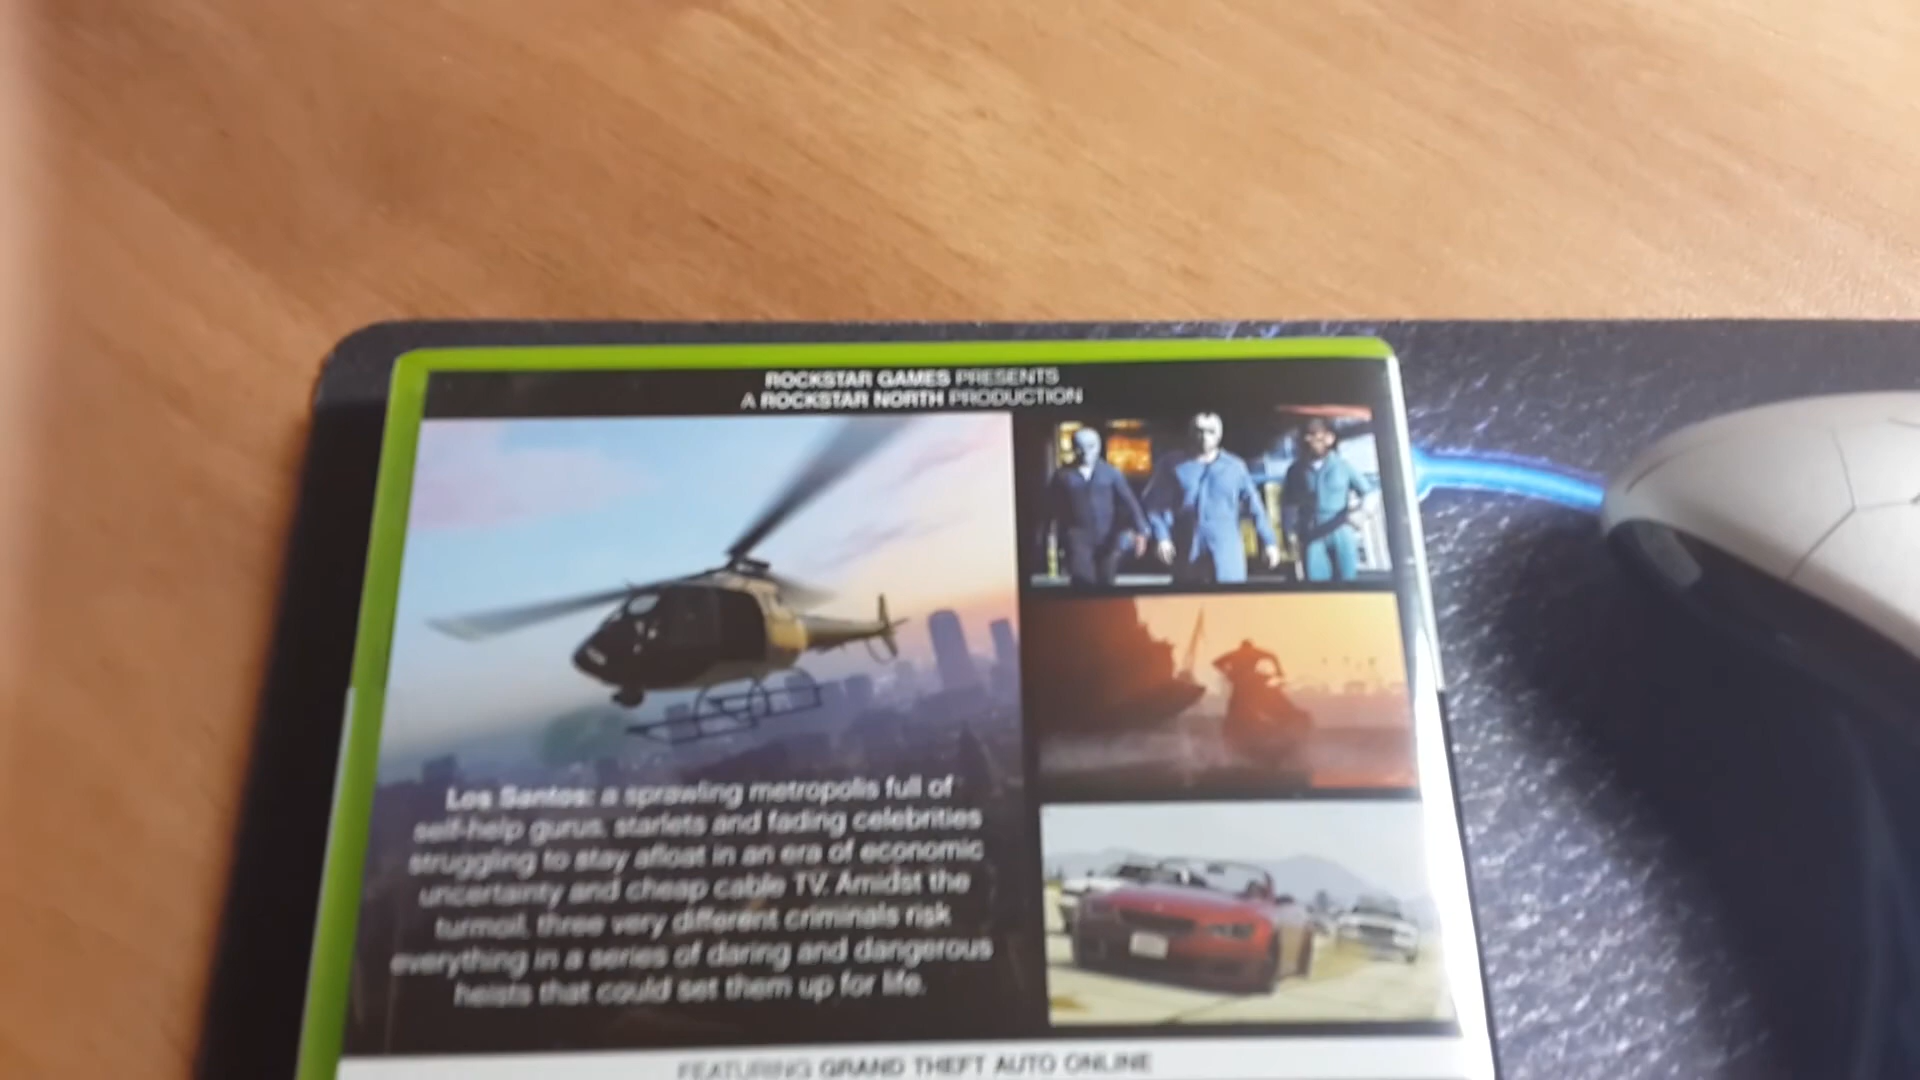 ROCKSTAR GAMES PRESENTS
A ROCKSTAR NORTH PRODUCTION
Los Santos: a sprawling metropolis full of
self-help gurus, starlets and fading celebrities
struggling to stay afloat in an era of economic
uncertainty and cheap cable TV. Amidst the
turmoil, three very different criminals risk
everything in a series of daring and dangerous
heists that could set them up for life.
FEATURING GRAND THEFT AUTO ONLINE